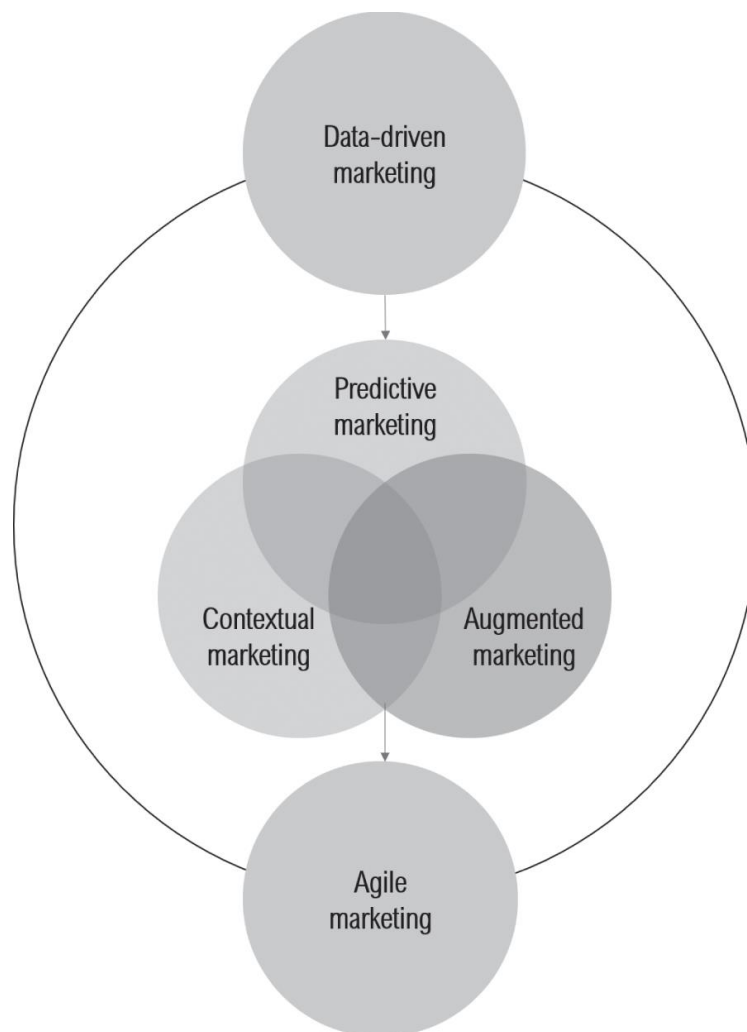 Data-driven
marketing
Predictive
marketing
Contextual
marketing
Augmented
marketing
Agile
marketing